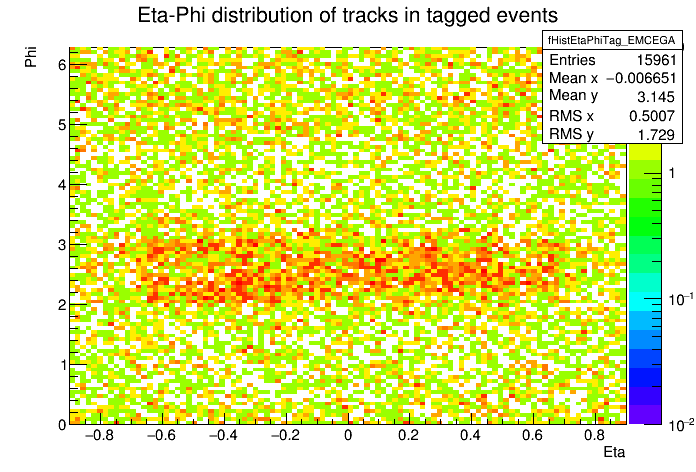 Eta-Phi distribution of tracks in tagged events
fHistEtaPhiTag_EMCEGA
Entries 15961
Mean x −0.006651
Mean y 3.145
RMS x 0.5007
RMS y 1.729
Phi
6
5
4
3
2
1
0
1
10−1
10−2
−0.8 −0.6 −0.4 −0.2 0 0.2 0.4 0.6 0.8
Eta